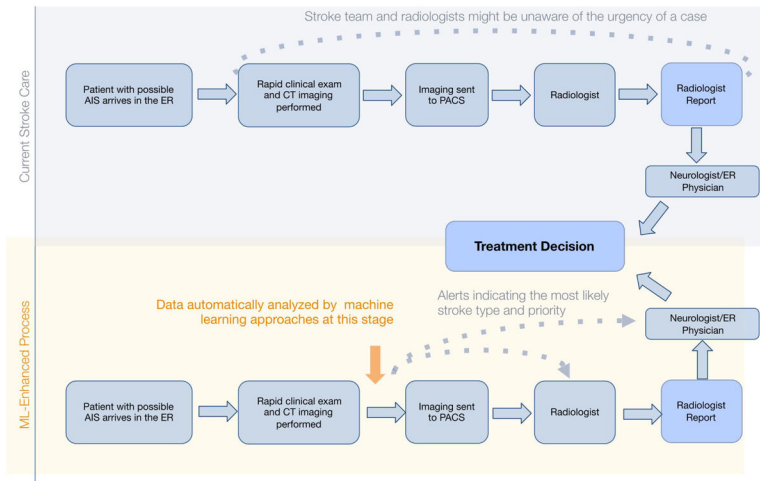 Stroke team and radiologists might be unaware of the urgency of a case
Current Stroke Care
Patient with possible
AIS arrives in the ER
Rapid clinical exam
and CT imaging
performed
Imaging sent
to PACS
Radiologist
Radiologist
Report
Neurologist/ER
Physician
Treatment Decision
ML-Enhanced Process
Data automatically analyzed by machine
learning approaches at this stage
Alerts indicating the most likely
stroke type and priority
Neurologist/ER
Physician
Patient with possible
AIS arrives in the ER
Rapid clinical exam
and CT imaging
performed
Imaging sent
to PACS
Radiologist
Radiologist
Report